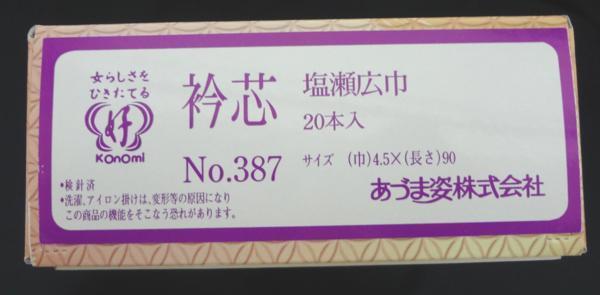 女らしさを
ひきたてる
好
Konomi
衿芯
No.387
塩瀬広巾
20本入
サイズ (巾)4.5×(長さ)90
あづま姿株式会社
•検針済
•洗濯、アイロン掛けは、変形等の原因になり
この商品の機能をそこなう恐れがあります。